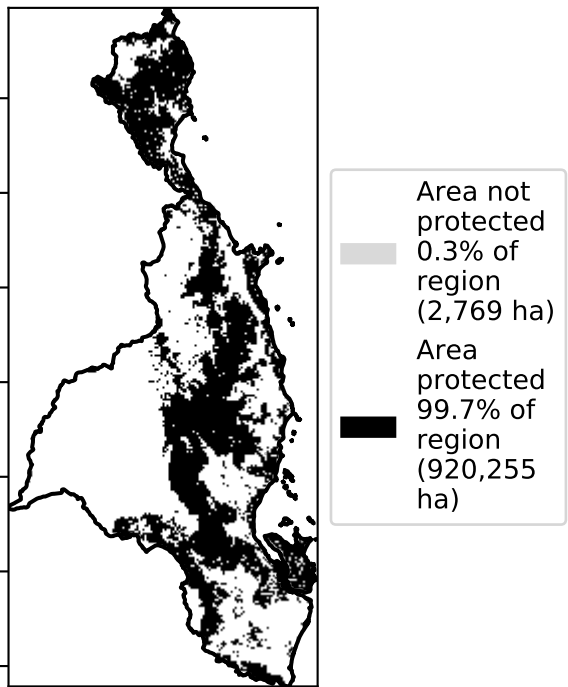 Area not
protected
0.3% of
region
(2,769 ha)
Area
protected
99.7% of
region
(920,255
ha)